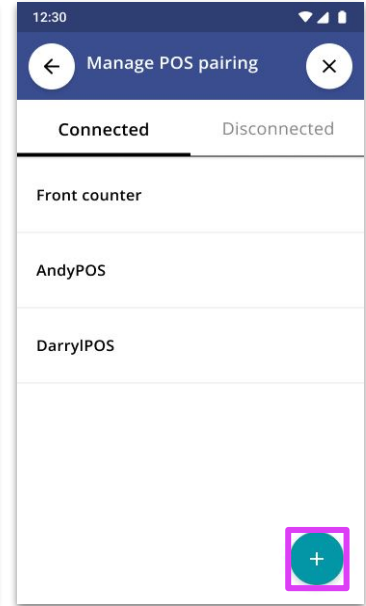 12:30
Manage POS pairing
Connected Disconnected
Front counter
AndyPOS
DarrylPOS
+